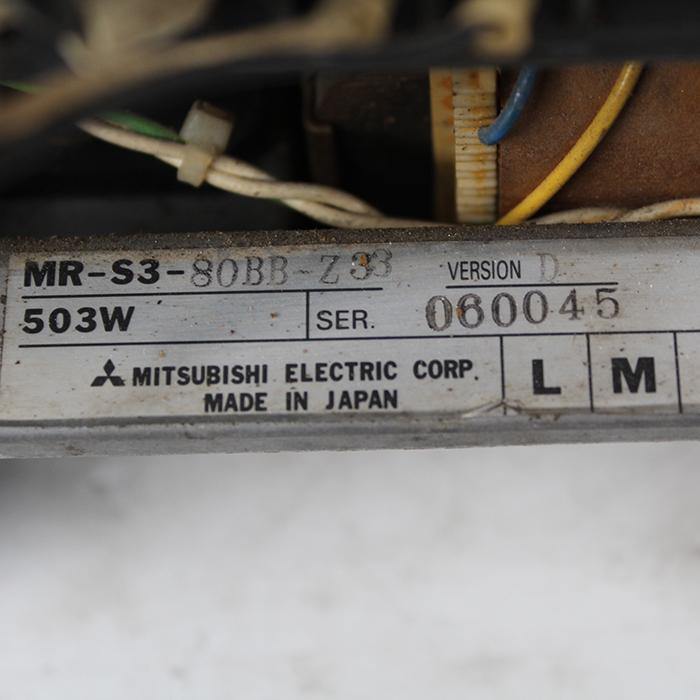 MR-S3-80BB-Z33 VERSION D
503W SER. 060045
MITSUBISHI ELECTRIC CORP. L M
MADE IN JAPAN